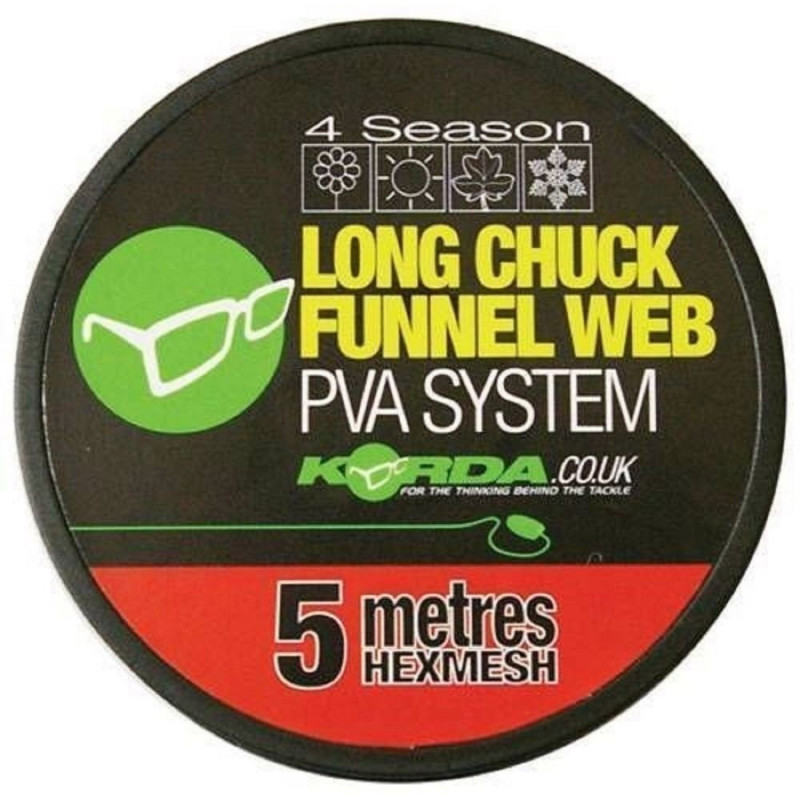 4 Season
LONG CHUCK
FUNNEL WEB
PVA SYSTEM
KORDA.CO.UK
FOR THE THINKING BEHIND THE TACKLE
5 metres
HEXMESH